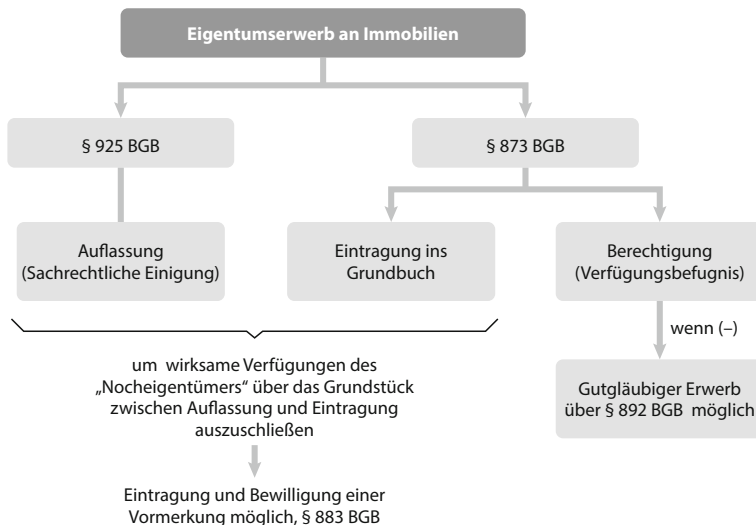 Eigentumserwerb an Immobilien
§ 925 BGB
§ 873 BGB
Auflassung
(Sachrechtliche Einigung)
Eintragung ins
Grundbuch
Berechtigung
(Verfügungsbefugnis)
wenn (–)
um wirksame Verfügungen des
„Nocheigentümers“ über das Grundstück
zwischen Auflassung und Eintragung
auszuschließen
Gutgläubiger Erwerb
über § 892 BGB möglich
Eintragung und Bewilligung einer
Vormerkung möglich, § 883 BGB